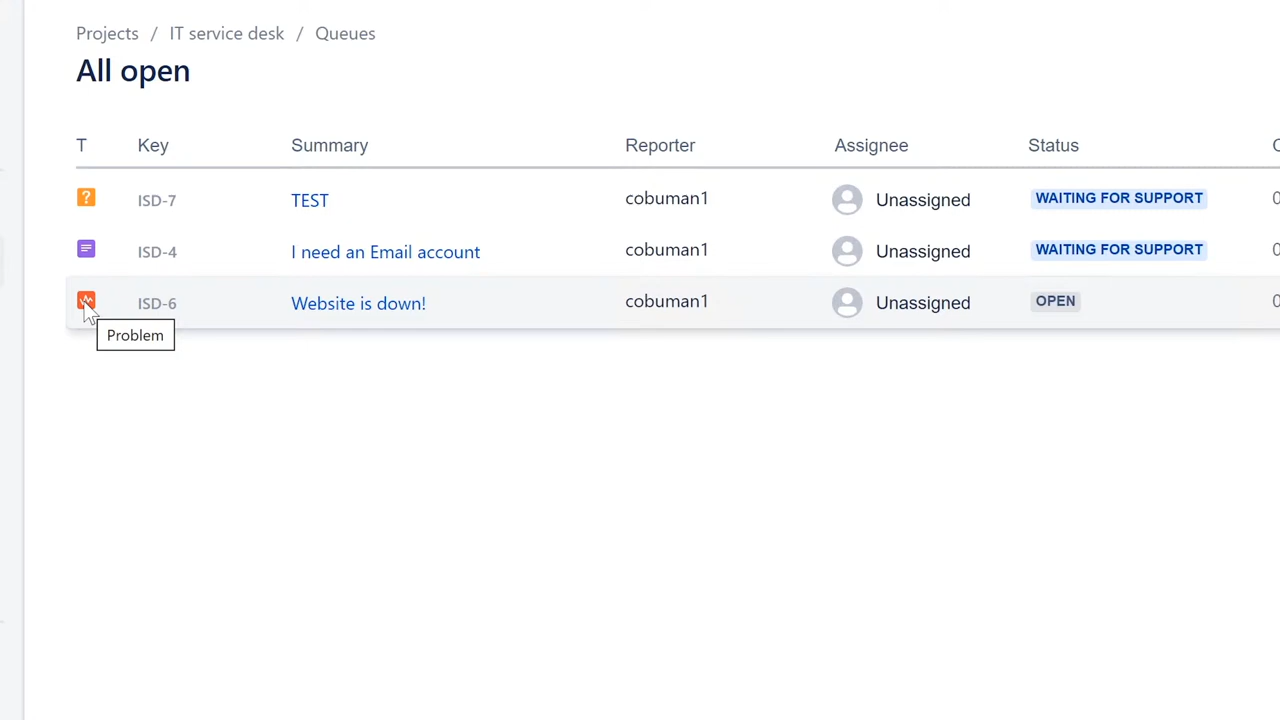 Projects / IT service desk / Queues
All open
T Key Summary Reporter Assignee Status
? ISD-7 TEST cobuman1 Unassigned WAITING FOR SUPPORT
ISD-4 I need an Email account cobuman1 Unassigned WAITING FOR SUPPORT
ISD-6 Website is down! cobuman1 Unassigned OPEN
Problem